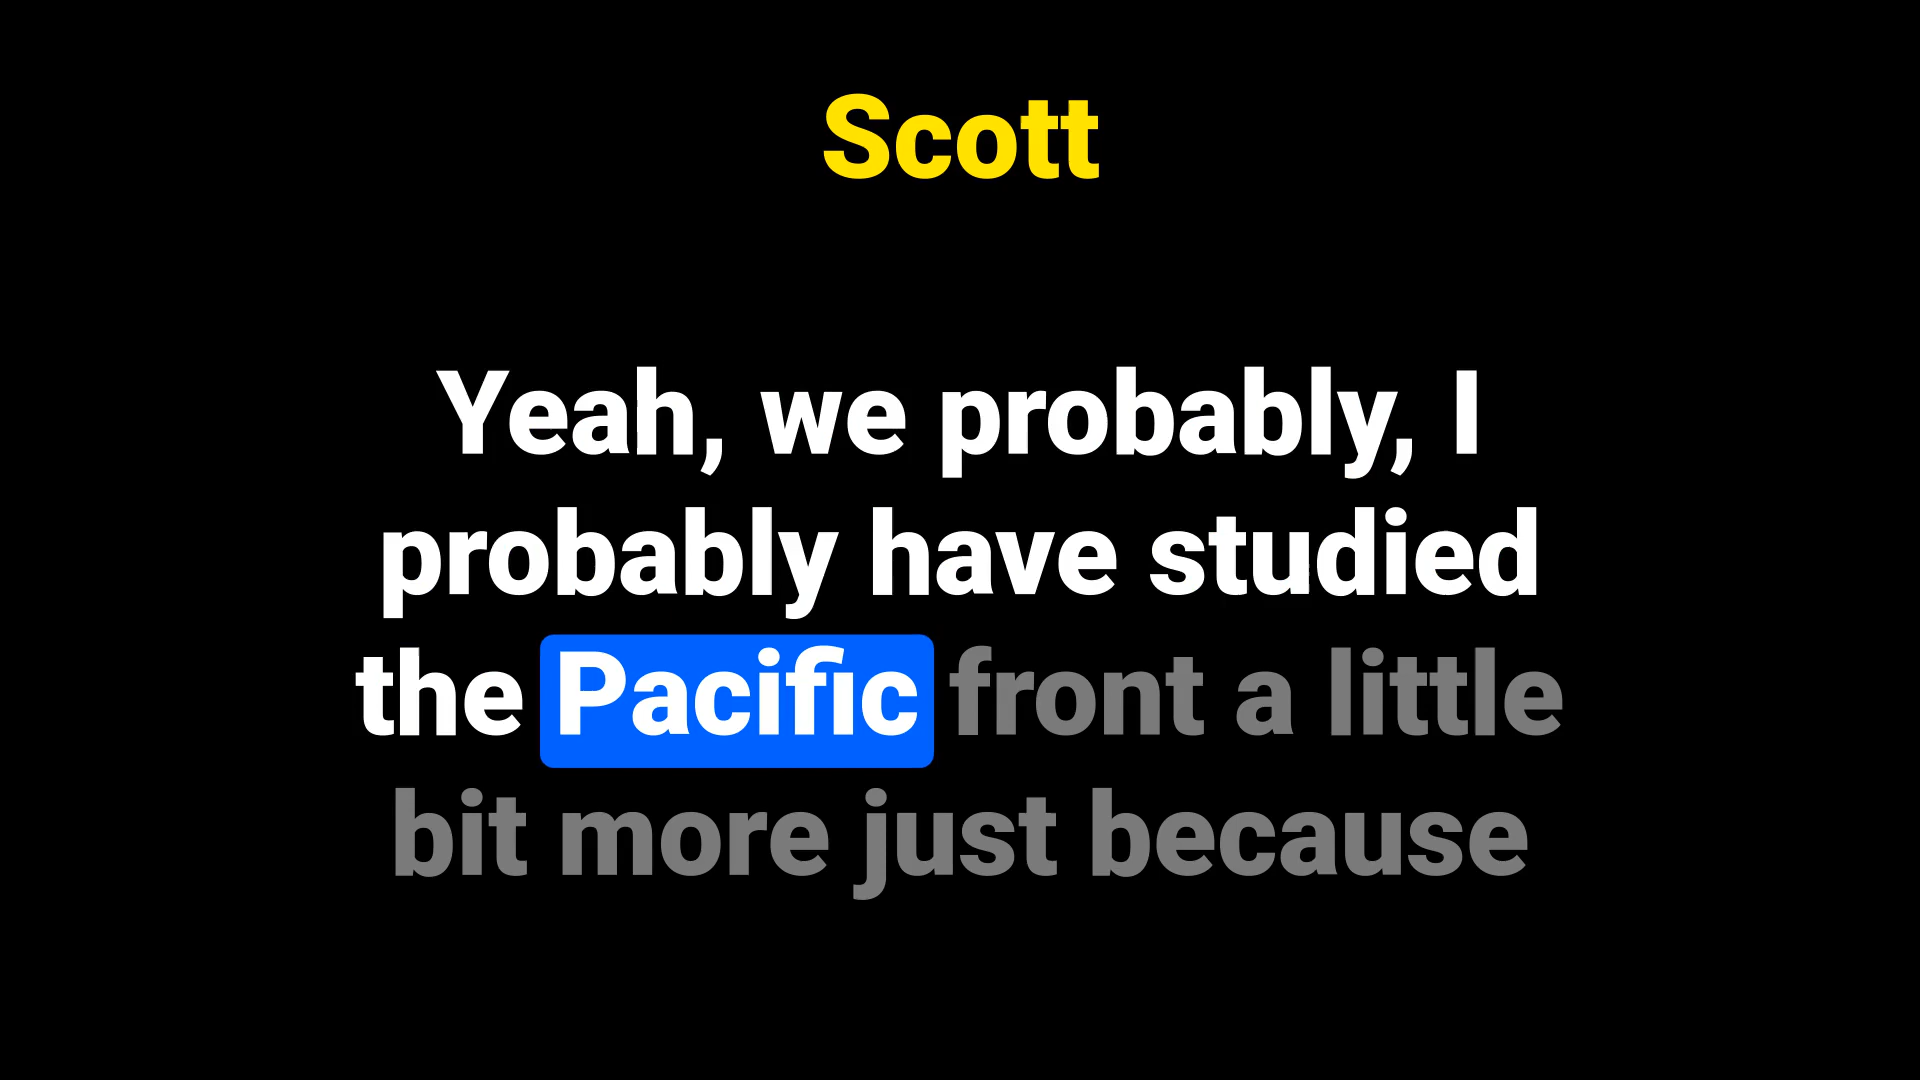 Scott
Yeah, we probably, I
probably have studied
the Pacific front a little
bit more just because